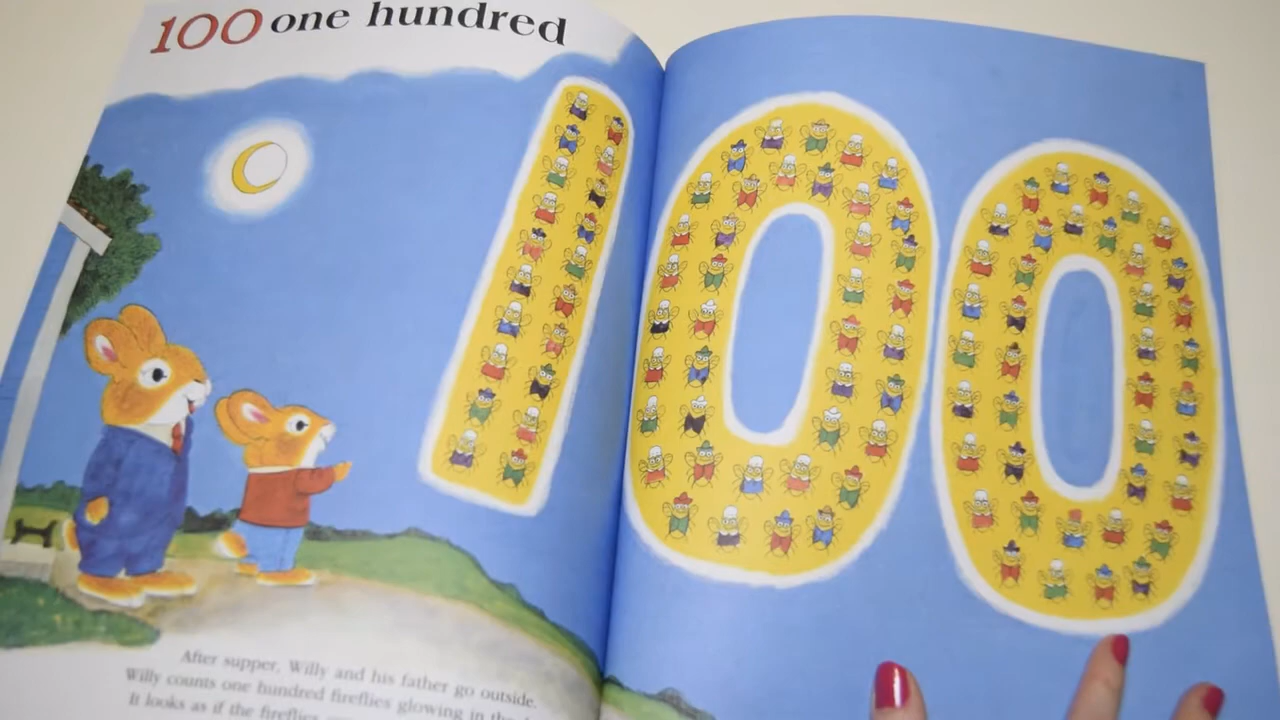 100 one hundred
100
After supper, Willy and his father go outside.
Willy counts one hundred fireflies glowing in the
It looks as if the fireflies